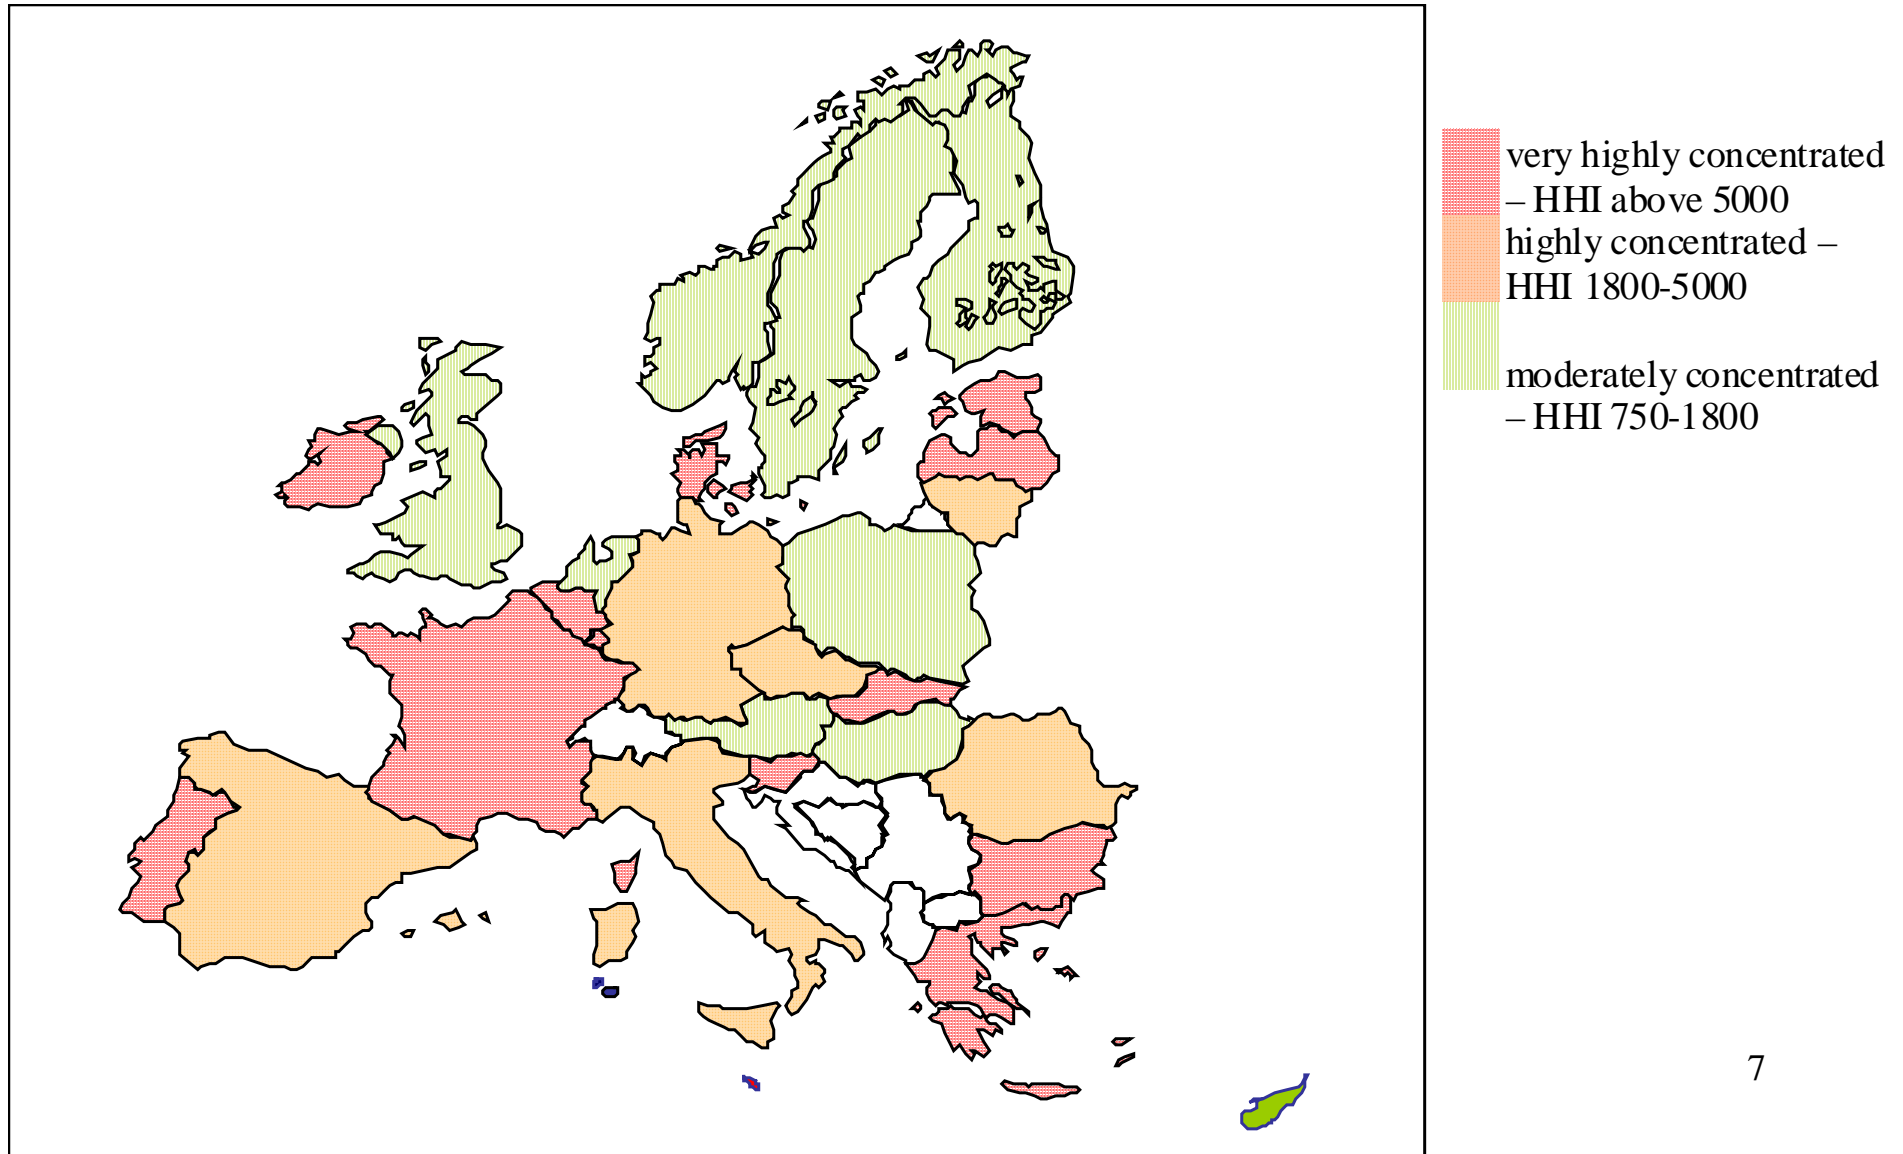 very highly concentrated
– HHI above 5000
highly concentrated –
HHI 1800-5000
moderately concentrated
– HHI 750-1800
7